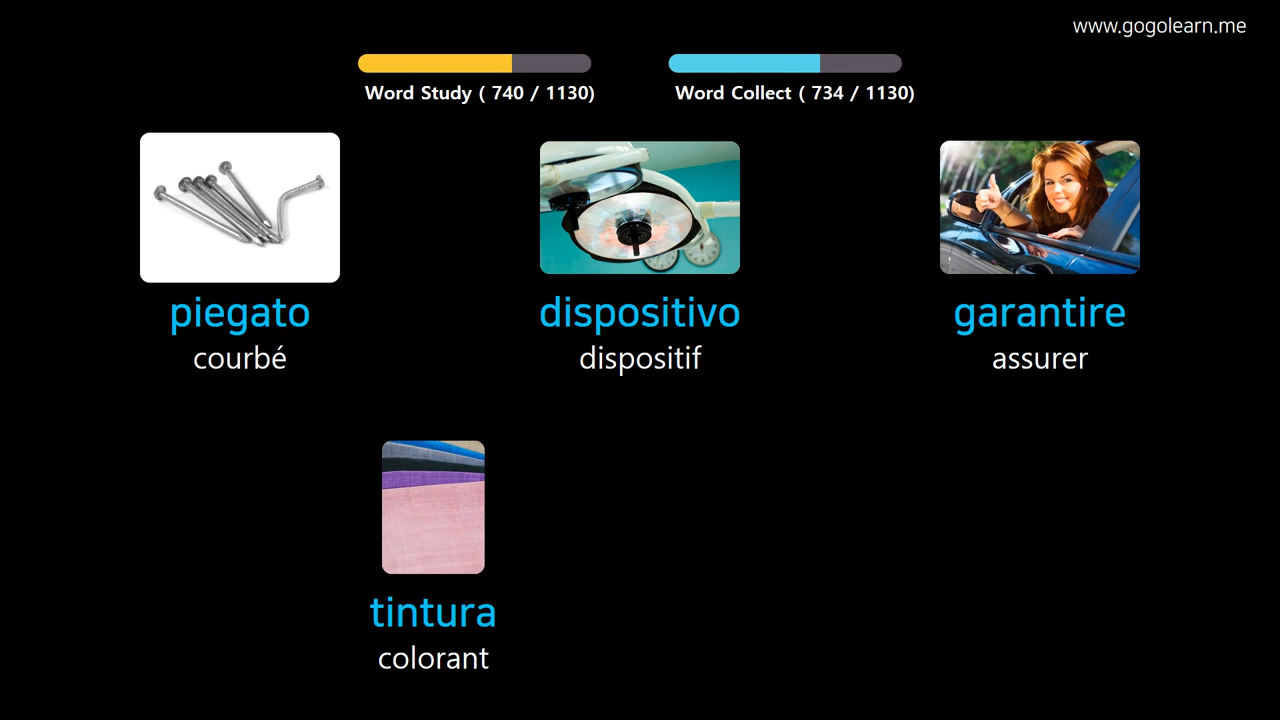 www.gogolearn.me
Word Study ( 740 / 1130)
Word Collect ( 734 / 1130)
piegato
courbé
dispositivo
dispositif
garantire
assurer
tintura
colorant